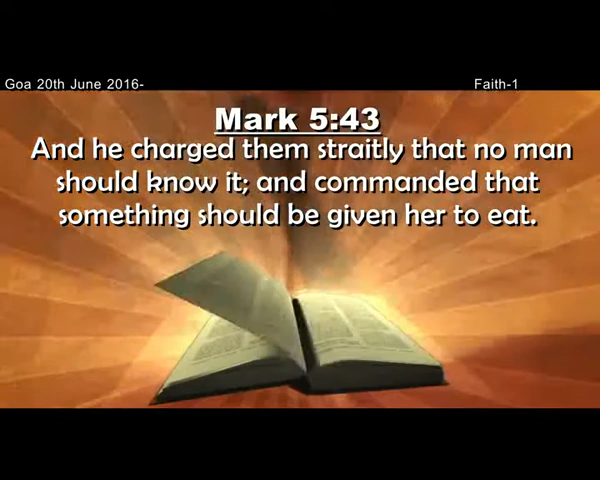 Goa 20th June 2016-
Faith-1
Mark 5:43
And he charged them straitly that no man
should know it; and commanded that
something should be given her to eat.